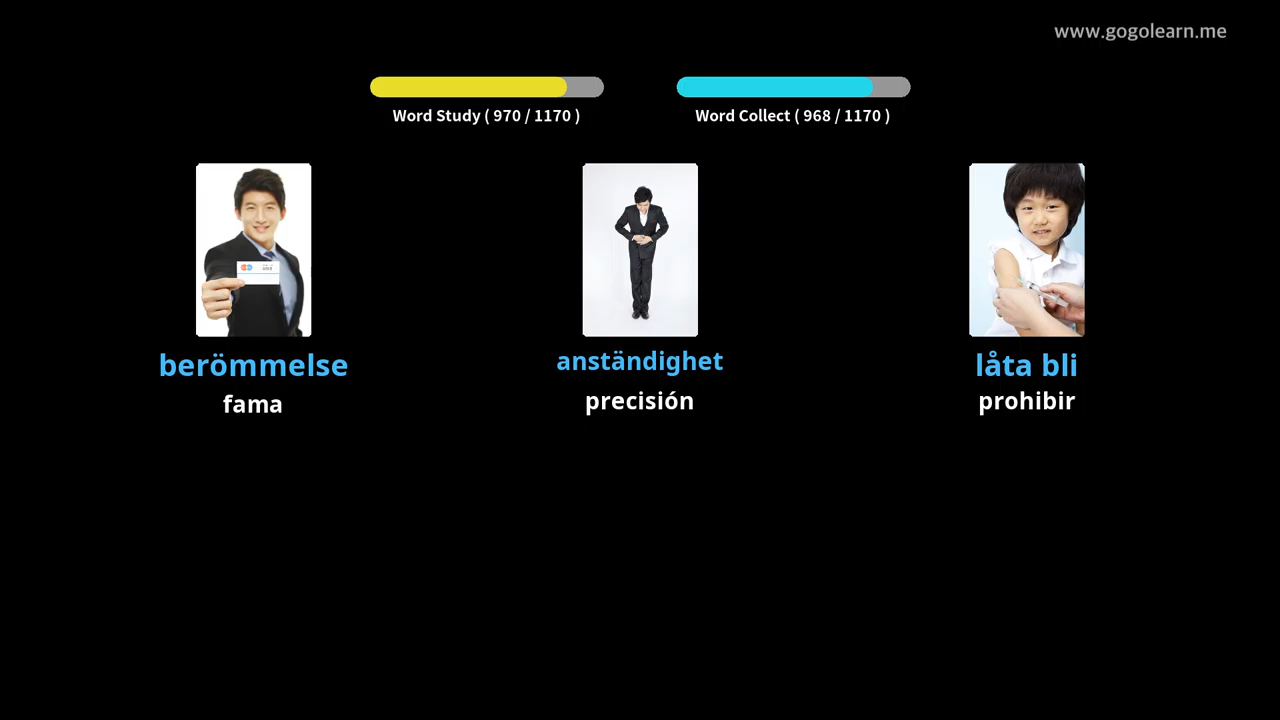 www.gogolearn.me
Word Study ( 970 / 1170 )
Word Collect ( 968 / 1170 )
berömmelse
fama
anständighet
precisión
låta bli
prohibir